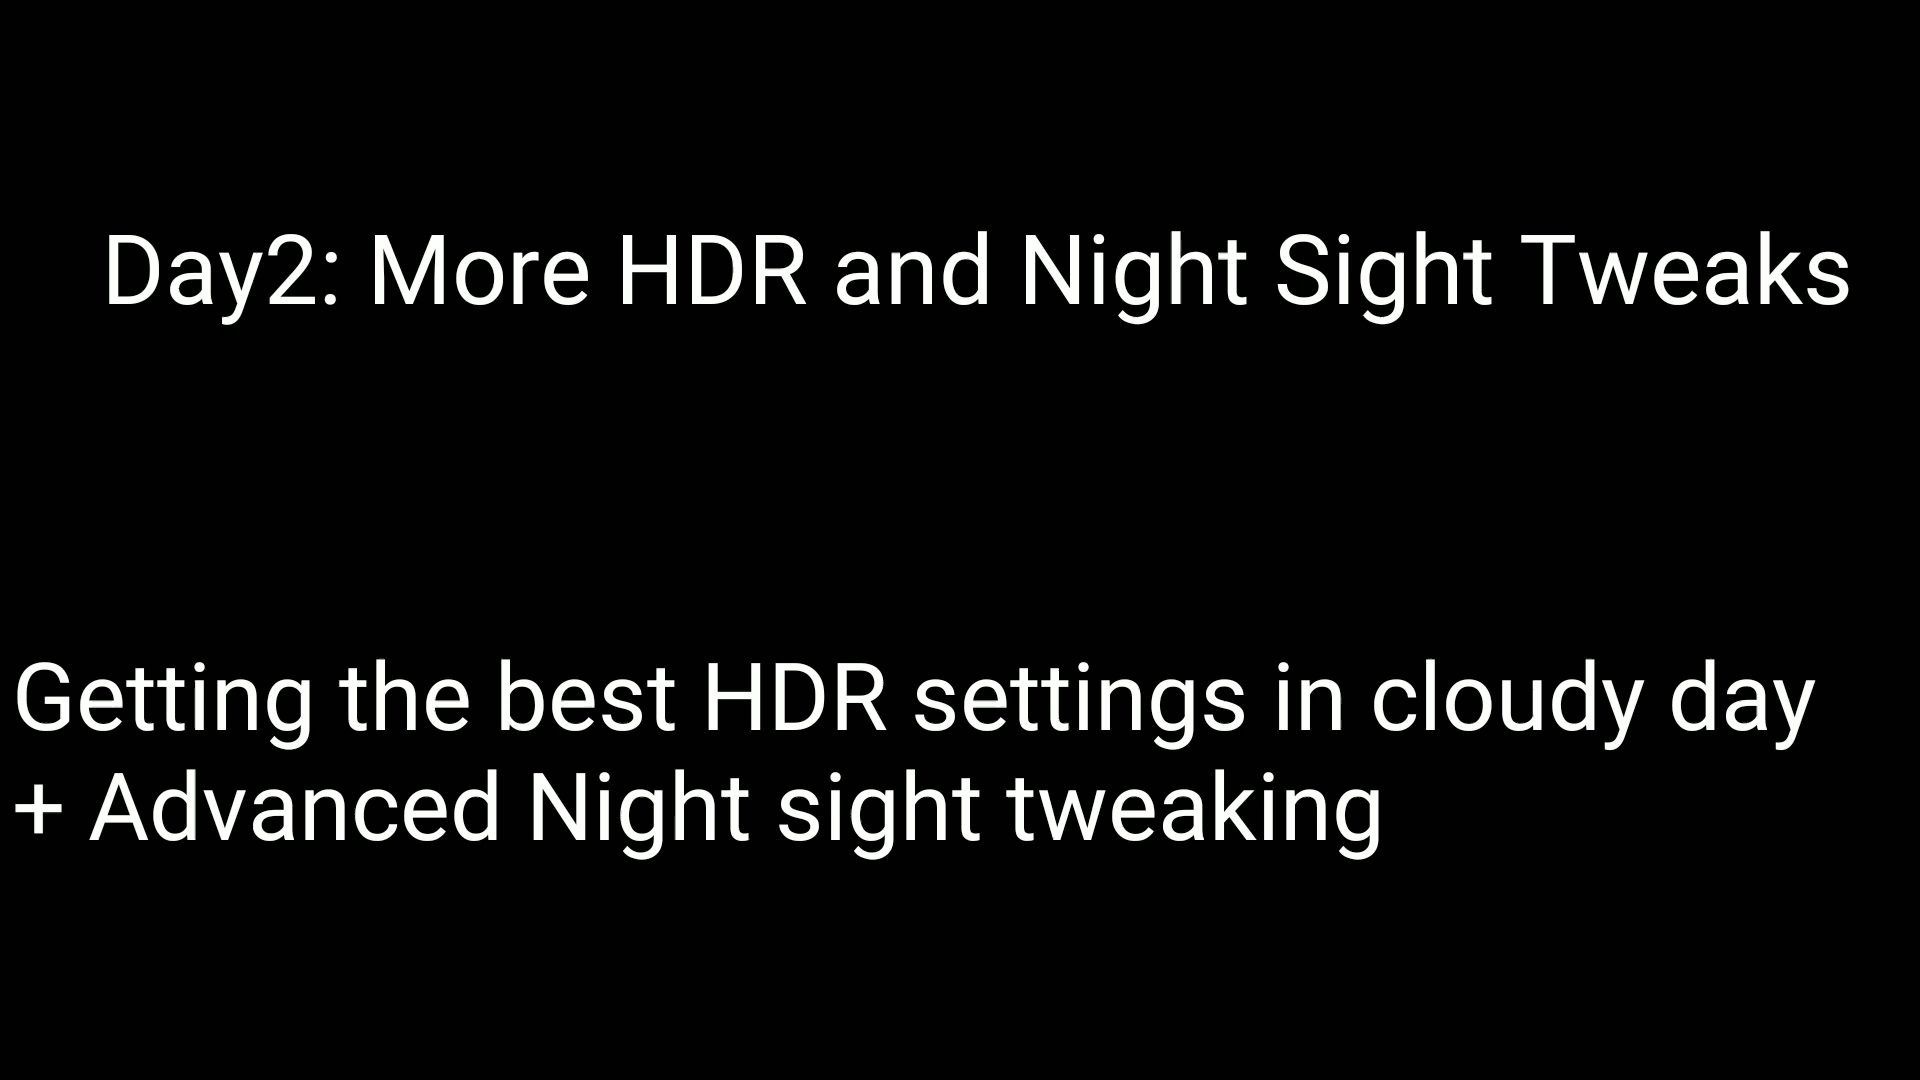 Day2: More HDR and Night Sight Tweaks
Getting the best HDR settings in cloudy day
+ Advanced Night sight tweaking